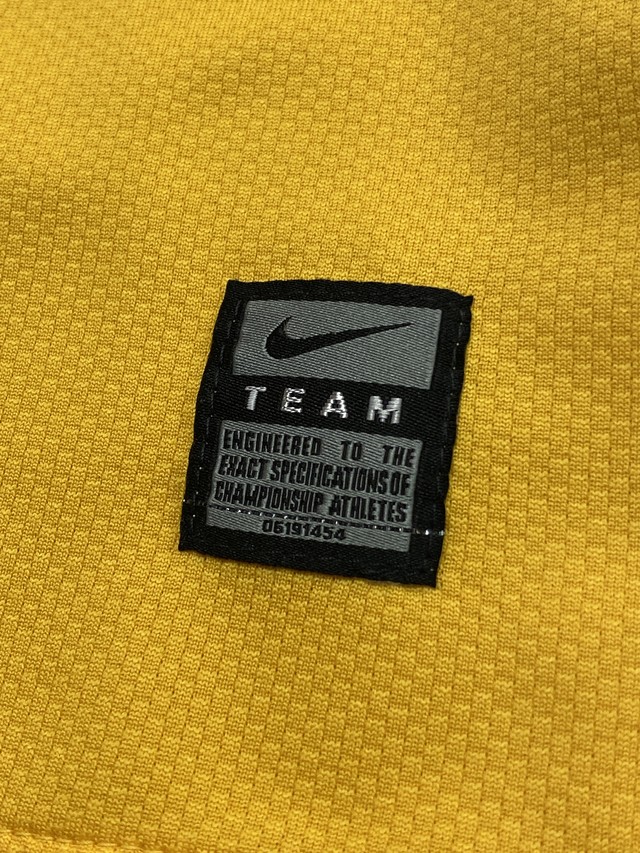 TEAM
ENGINEERED TO THE
EXACT SPECIFICATIONS OF
CHAMPIONSHIP ATHLETES
06191454